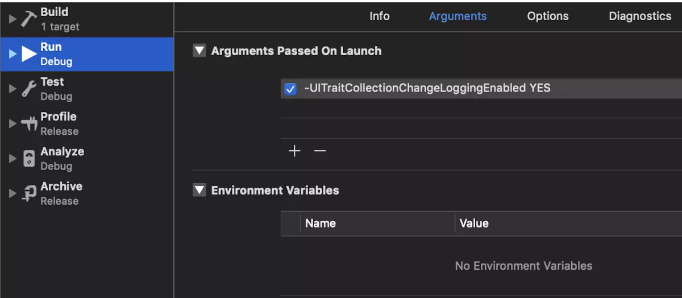 Build
1 target
Run
Debug
Test
Debug
Profile
Release
Analyze
Debug
Archive
Release
Info Arguments Options Diagnostics
Arguments Passed On Launch
-UITraitCollectionChangeLoggingEnabled YES
Environment Variables
Name Value
No Environment Variables